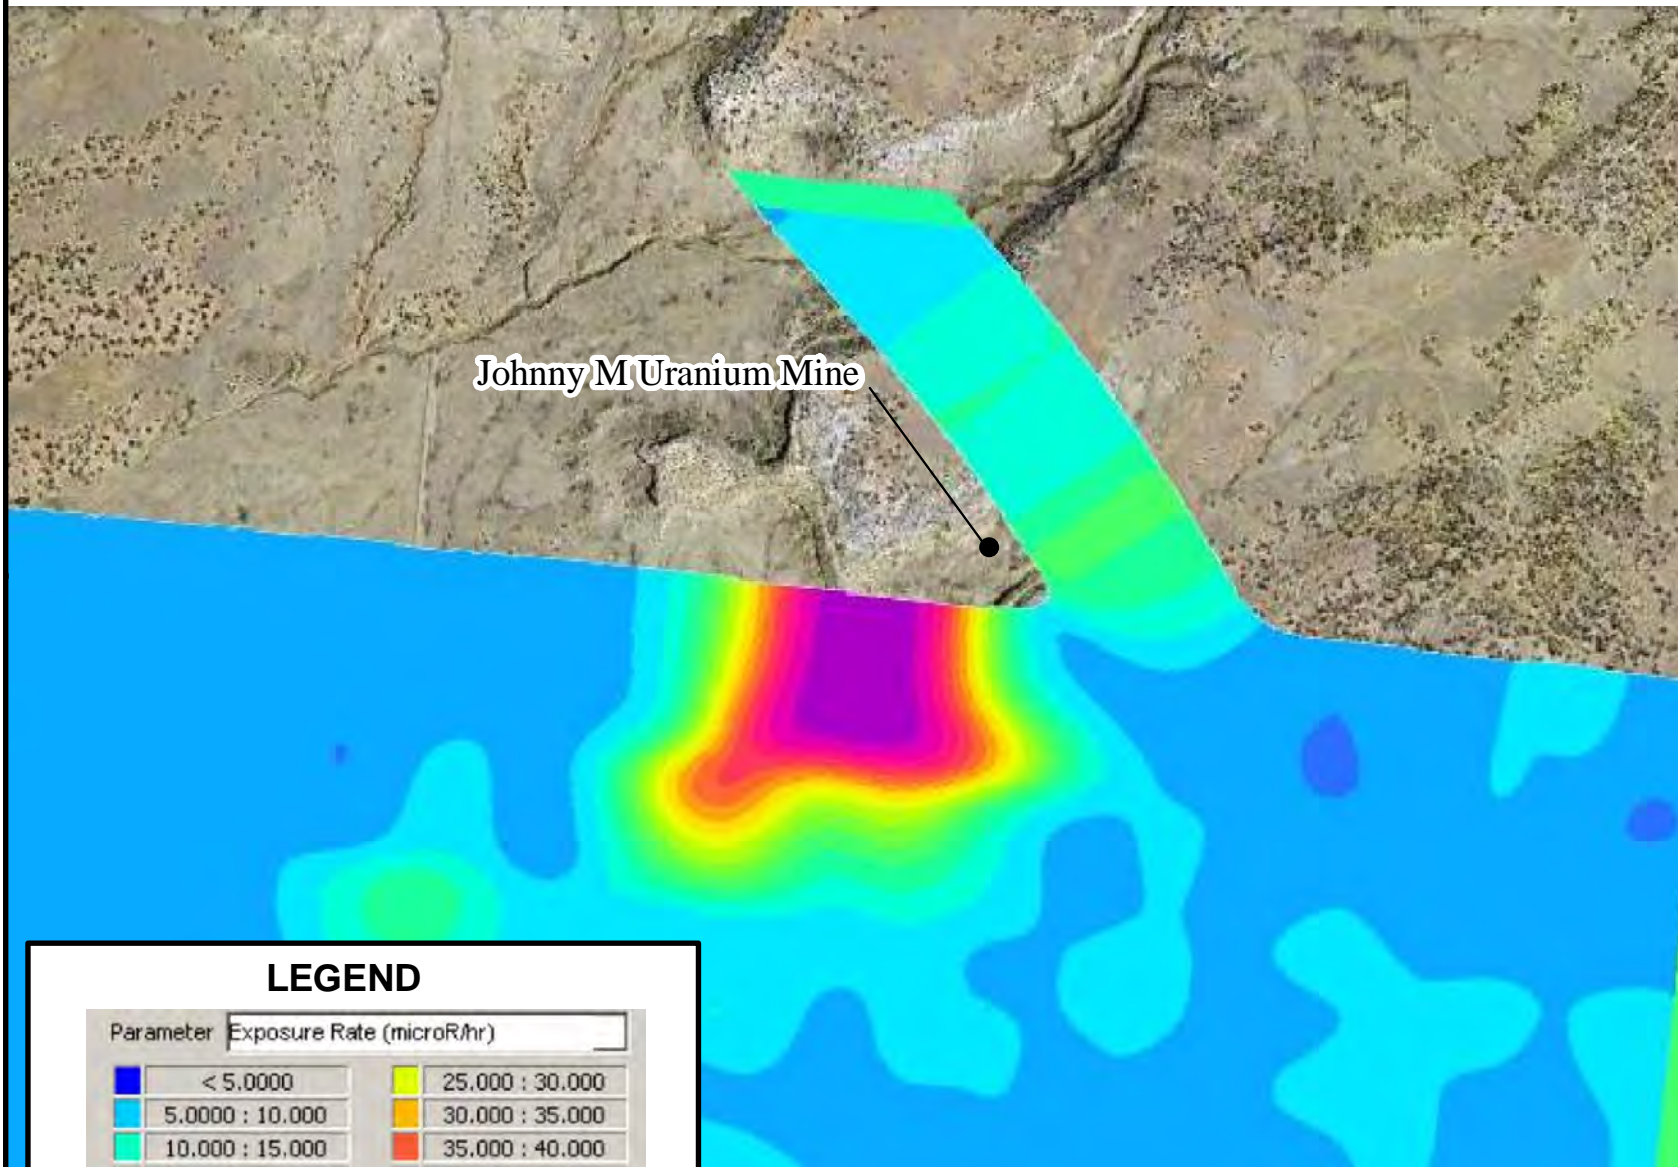 Johnny M Uranium Mine
LEGEND
Parameter Exposure Rate (microR/hr)
< 5.0000 25.000 : 30.000
5.0000 : 10.000 30.000 : 35.000
10.000 : 15.000 35.000 : 40.000